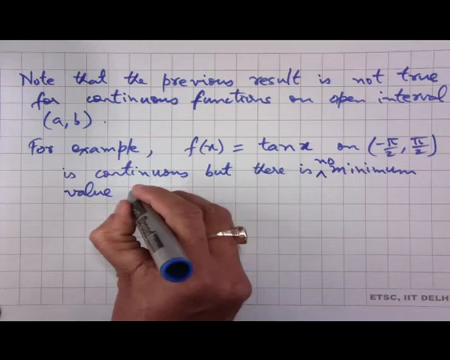 Note that the previous result is not true
for continuous functions on open interval
(a, b).
For example, f(x) = tan x on (-π/2, π/2)
is continuous but there is no minimum
value
ETSC, IIT DELH